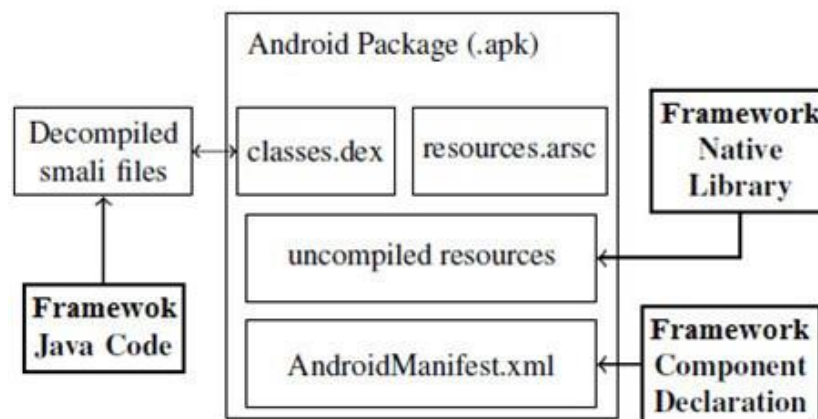 Android Package (.apk)
Decompiled
smali files
classes.dex
resources.arsc
Framework
Native
Library
uncompiled resources
Framewok
Java Code
AndroidManifest.xml
Framework
Component
Declaration